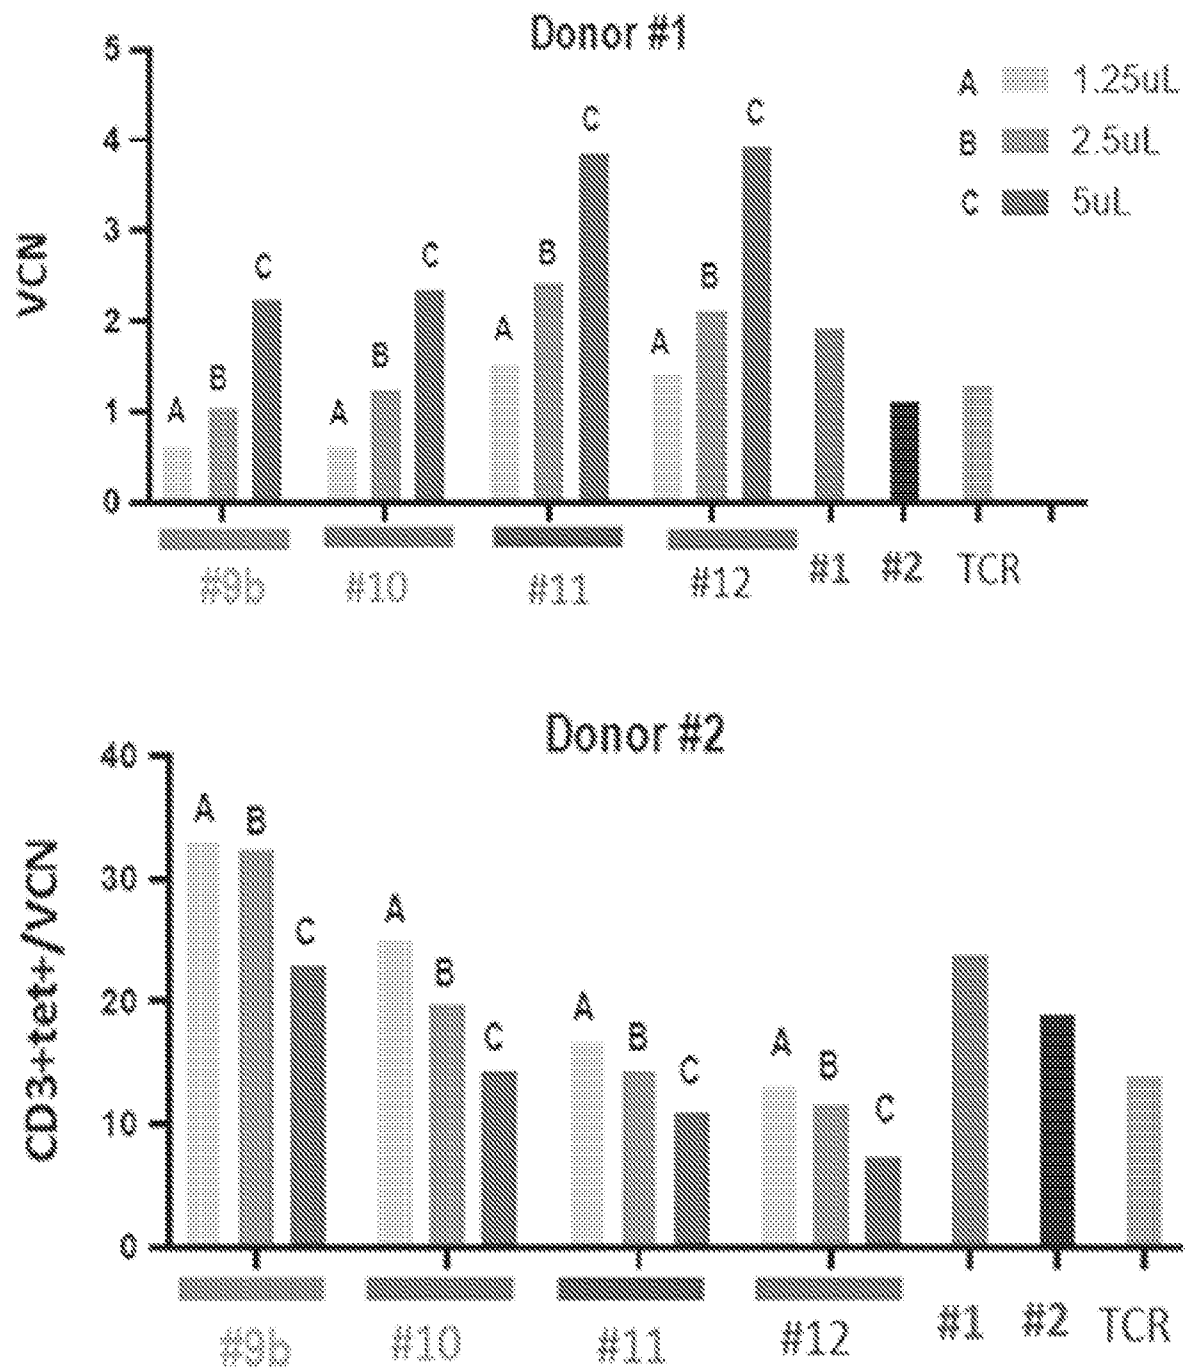 Donor #1
VCN
5
4
3
2
1
0
A 1.25uL
B 2.5uL
C 5uL
A B C
A B C
A B C
A B C
#9b #10 #11 #12 #1 #2 TCR
Donor #2
CD3+tet+/VCN
40
30
20
10
0
A B C
A B C
A B C
A B C
#9b #10 #11 #12 #1 #2 TCR